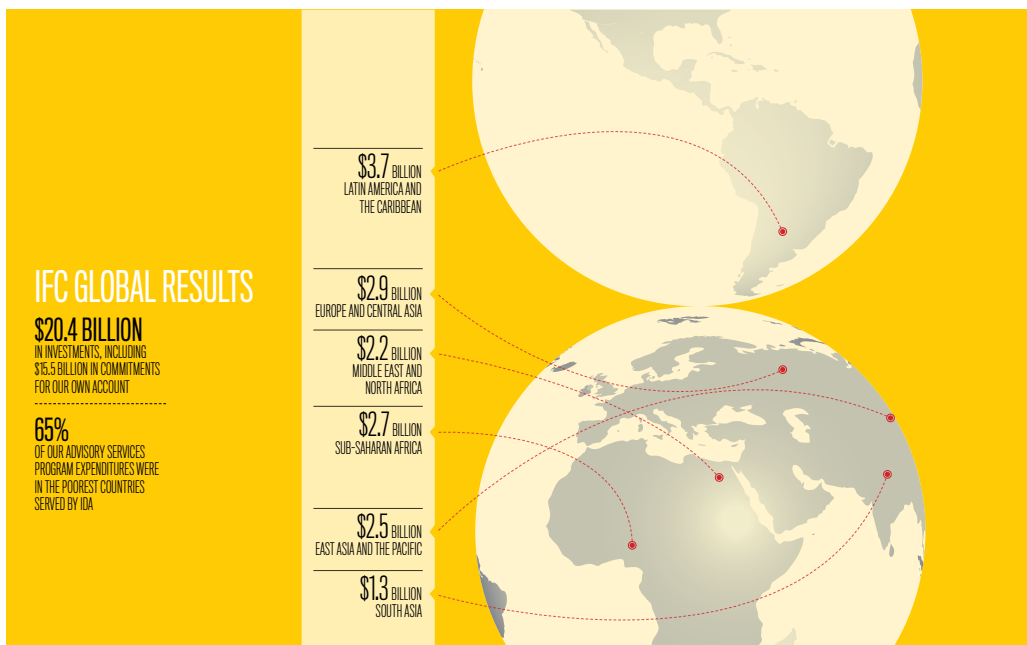 IFC GLOBAL RESULTS
$20.4 BILLION
IN INVESTMENTS, INCLUDING
$15.5 BILLION IN COMMITMENTS
FOR OUR OWN ACCOUNT
65%
OF OUR ADVISORY SERVICES
PROGRAM EXPENDITURES WERE
IN THE POOREST COUNTRIES
SERVED BY IDA
$3.7 BILLION
LATIN AMERICA AND
THE CARIBBEAN
$2.9 BILLION
EUROPE AND CENTRAL ASIA
$2.2 BILLION
MIDDLE EAST AND
NORTH AFRICA
$2.7 BILLION
SUB-SAHARAN AFRICA
$2.5 BILLION
EAST ASIA AND THE PACIFIC
$1.3 BILLION
SOUTH ASIA